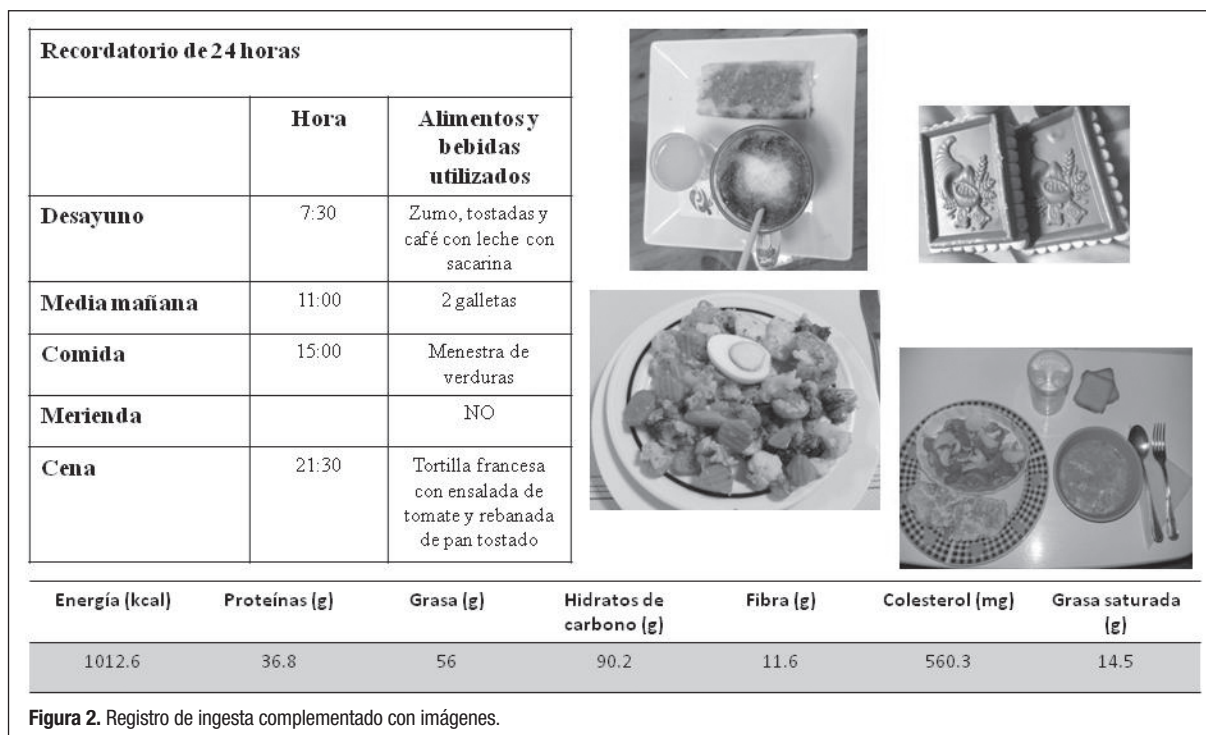 Recordatorio de 24 horas
Hora
Alimentos y
bebidas
utilizados
Desayuno
7:30
Zumo, tostadas y
café con leche con
sacarina
Media mañana
11:00
2 galletas
Comida
15:00
Menestra de
verduras
Merienda
NO
Cena
21:30
Tortilla francesa
con ensalada de
tomate y rebanada
de pan tostado
Energía (kcal)
Proteínas (g)
Grasa (g)
Hidratos de
carbono (g)
Fibra (g)
Colesterol (mg)
Grasa saturada
(g)
1012.6
36.8
56
90.2
11.6
560.3
14.5
Figura 2. Registro de ingesta complementado con imágenes.